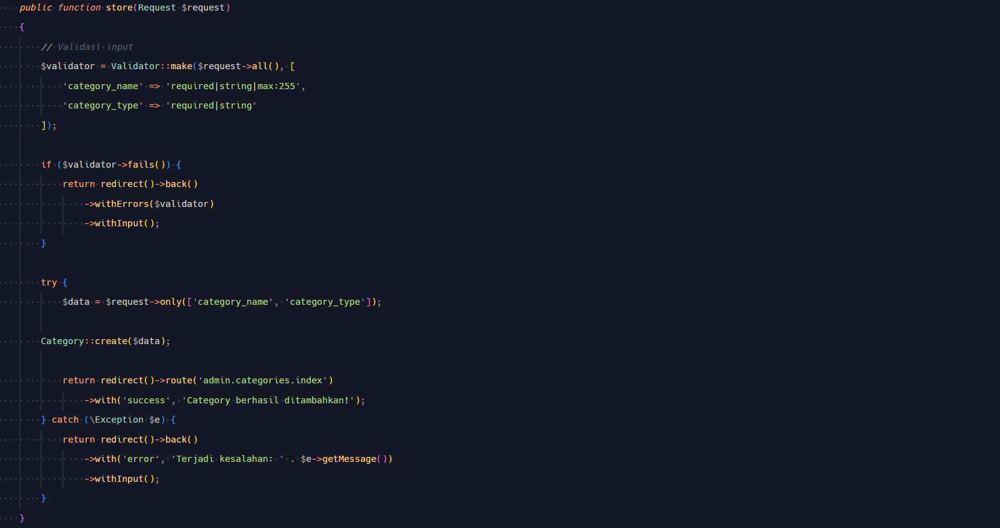 public function store(Request $request)
{
// Validasi input
$validator = Validator::make($request->all(), [
'category_name' => 'required|string|max:255',
'category_type' => 'required|string'
]);
if ($validator->fails()) {
return redirect()->back()
->withErrors($validator)
->withInput();
}
try {
$data = $request->only(['category_name', 'category_type']);
Category::create($data);
return redirect()->route('admin.categories.index')
->with('success', 'Category berhasil ditambahkan!');
} catch (\Exception $e) {
return redirect()->back()
->with('error', 'Terjadi kesalahan: ' . $e->getMessage())
->withInput();
}
}